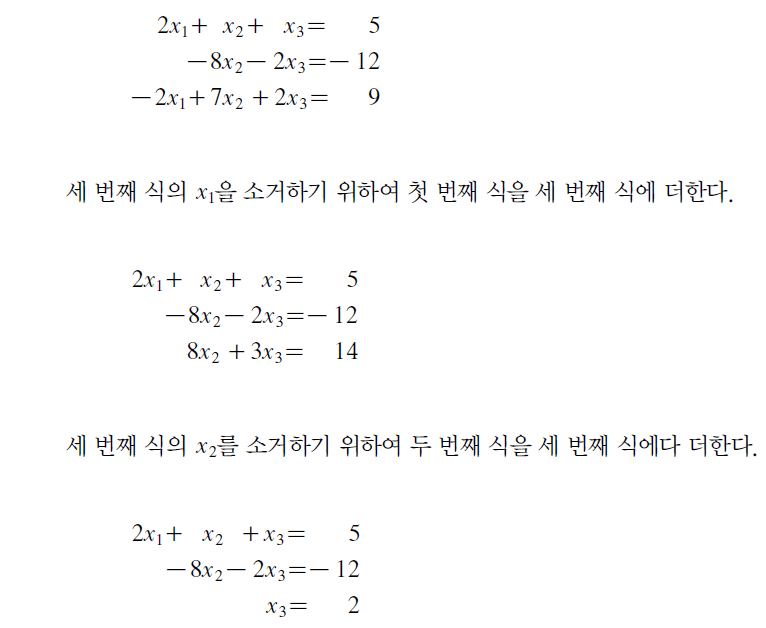 2x₁+ x₂+ x₃= 5
−8x₂− 2x₃=− 12
−2x₁+7x₂ +2x₃= 9
세 번째 식의 x₁을 소거하기 위하여 첫 번째 식을 세 번째 식에 더한다.
2x₁+ x₂+ x₃= 5
−8x₂− 2x₃=− 12
8x₂ +3x₃= 14
세 번째 식의 x₂를 소거하기 위하여 두 번째 식을 세 번째 식에다 더한다.
2x₁+ x₂ +x₃= 5
−8x₂− 2x₃=− 12
x₃= 2